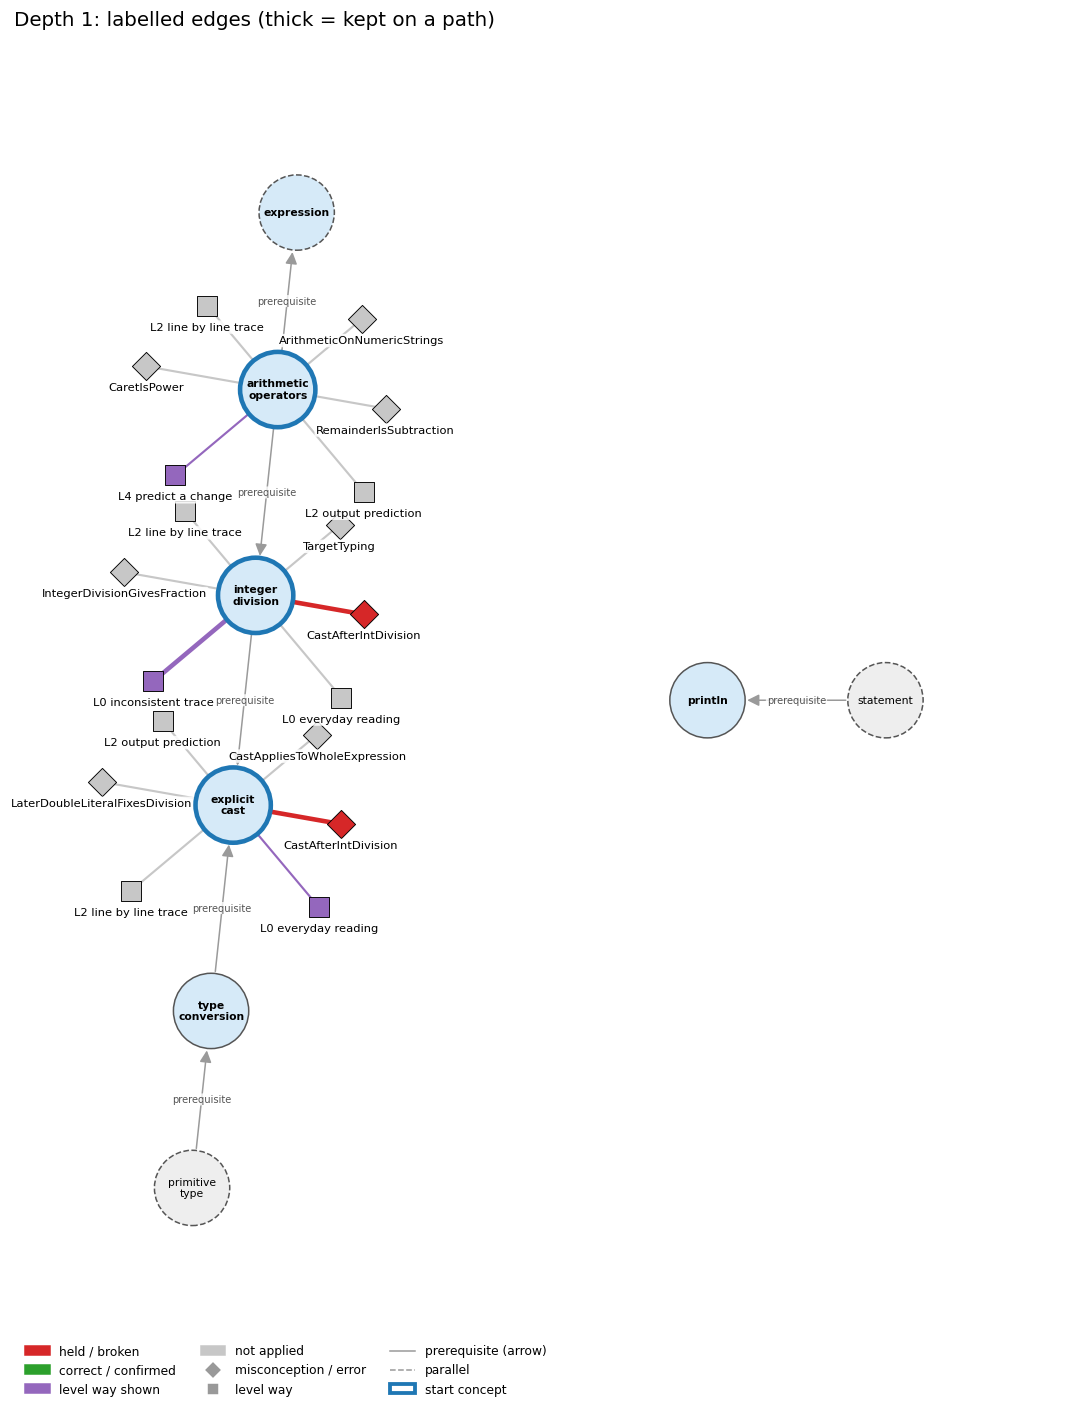 Depth 1: labelled edges (thick = kept on a path)
expression
prerequisite
L2 line by line trace
ArithmeticOnNumericStrings
CaretIsPower
arithmetic
operators
RemainderIsSubtraction
L4 predict a change
prerequisite
L2 output prediction
L2 line by line trace
TargetTyping
IntegerDivisionGivesFraction
integer
division
CastAfterIntDivision
L0 inconsistent trace
prerequisite
L0 everyday reading
println
prerequisite
statement
L2 output prediction
CastAppliesToWholeExpression
LaterDoubleLiteralFixesDivision
explicit
cast
CastAfterIntDivision
L2 line by line trace
prerequisite
L0 everyday reading
type
conversion
prerequisite
primitive
type
held / broken
correct / confirmed
level way shown
not applied
misconception / error
level way
prerequisite (arrow)
parallel
start concept